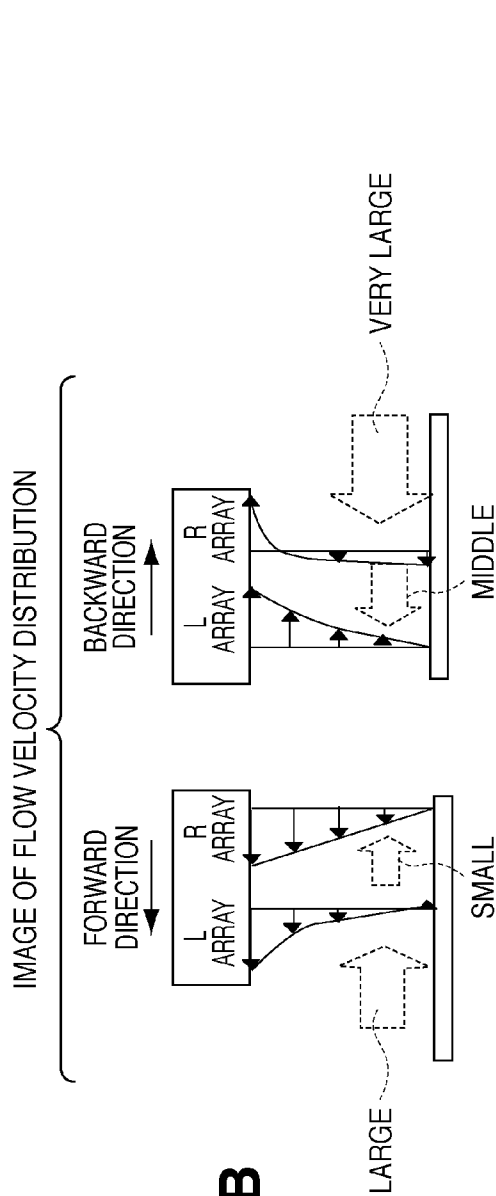 B
IMAGE OF FLOW VELOCITY DISTRIBUTION
FORWARD
DIRECTION
BACKWARD
DIRECTION
L
ARRAY
R
ARRAY
L
ARRAY
R
ARRAY
LARGE
SMALL
MIDDLE
VERY LARGE